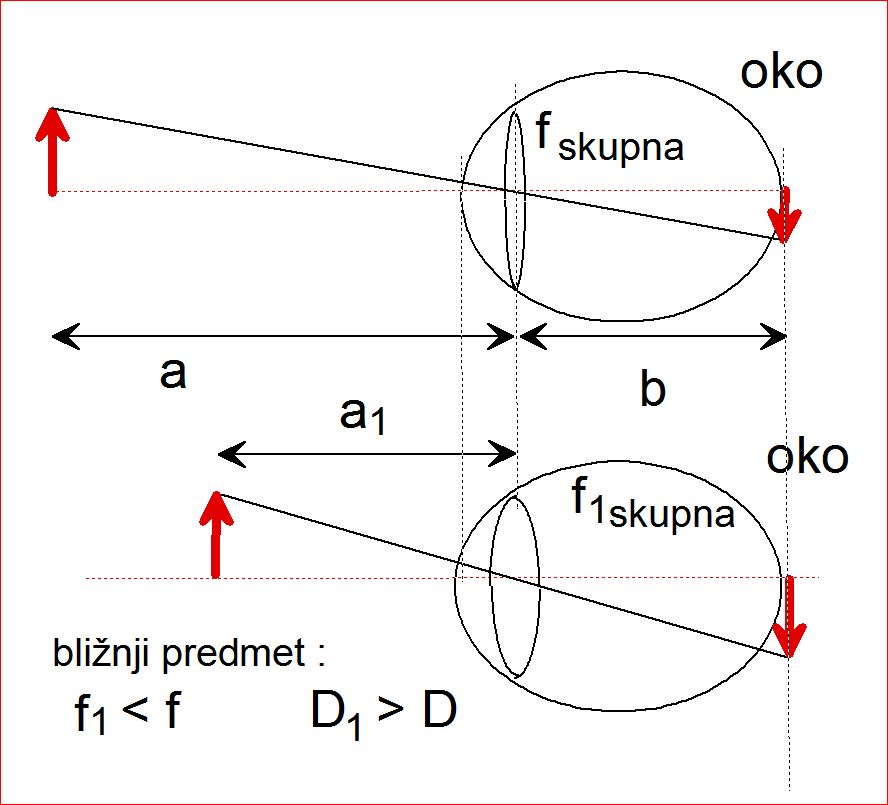 oko
f skupna
a
b
a1
oko
f1skupna
bližnji predmet :
f1 < f D1 > D